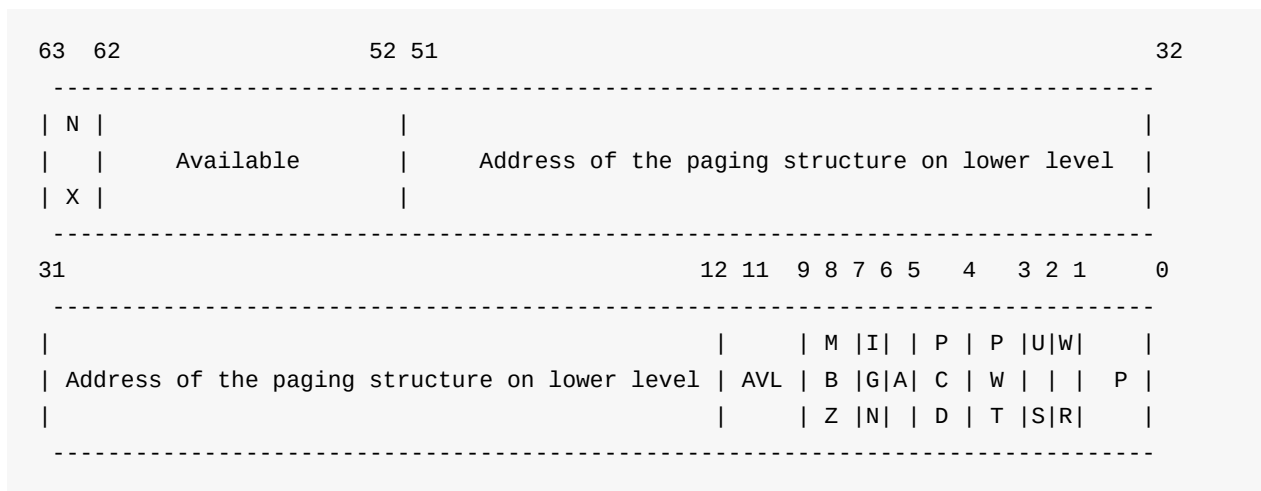 63  62                  52 51                                                      32
 --------------------------------------------------------------------------------
| N |                     |                                                      |
|   |     Available       |     Address of the paging structure on lower level  |
| X |                     |                                                      |
 --------------------------------------------------------------------------------
31                                                12 11  9 8 7 6 5   4   3 2 1     0
 --------------------------------------------------------------------------------
|                                                 |     | M |I| | P | P |U|W|    |
| Address of the paging structure on lower level | AVL | B |G|A| C | W | | |  P |
|                                                 |     | Z |N| | D | T |S|R|    |
 --------------------------------------------------------------------------------